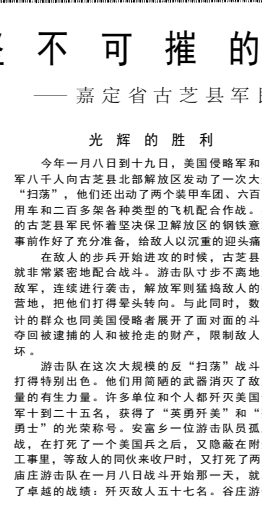 不可摧的
——嘉定省古芝县军民
光辉的胜利
今年一月八日到十九日，美国侵略军和
军八千人向古芝县北部解放区发动了一次大
“扫荡”，他们还出动了两个装甲车团、六百
用车和二百多架各种类型的飞机配合作战。
的古芝县军民怀着坚决保卫解放区的钢铁意
事前作好了充分准备，给敌人以沉重的迎头痛
在敌人的步兵开始进攻的时候，古芝县
就非常紧密地配合战斗。游击队寸步不离地
敌军，连续进行袭击，解放军则猛捣敌人的
营地，把他们打得晕头转向。与此同时，数
计的群众也同美国侵略者展开了面对面的斗
夺回被逮捕的人和被抢走的财产，限制敌人
坏。
游击队在这次大规模的反“扫荡”战斗
打得特别出色。他们用简陋的武器消灭了敌
量的有生力量。许多单位和个人都歼灭美国
军十到二十五名，获得了“英勇歼美”和“
勇士”的光荣称号。安富乡一位游击队员孤
战，在打死了一个美国兵之后，又隐蔽在附
工事里，等敌人的同伙来收尸时，又打死了两
庙庄游击队在一月八日战斗开始那一天，就
了卓越的战绩：歼灭敌人五十七名。谷庄游